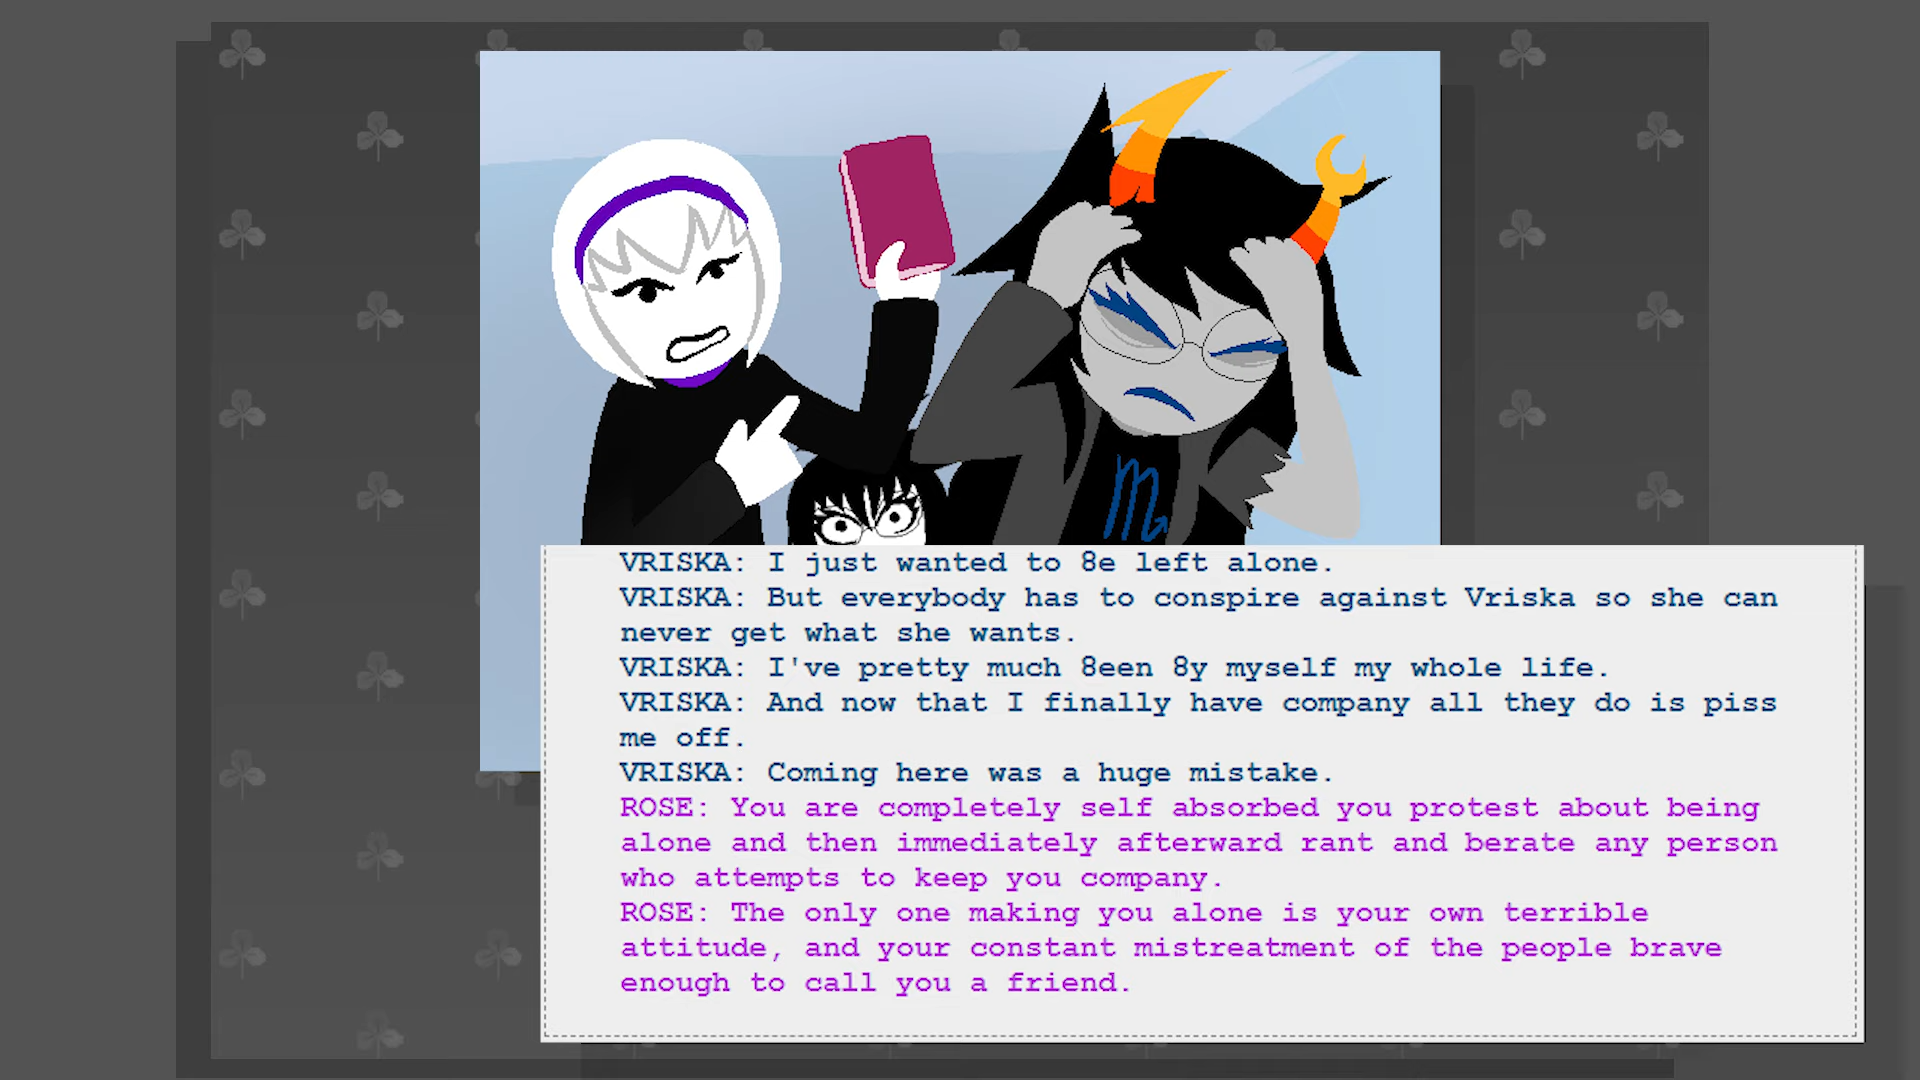 VRISKA: I just wanted to 8e left alone.
VRISKA: But everybody has to conspire against Vriska so she can
never get what she wants.
VRISKA: I've pretty much 8een 8y myself my whole life.
VRISKA: And now that I finally have company all they do is piss
me off.
VRISKA: Coming here was a huge mistake.
ROSE: You are completely self absorbed you protest about being
alone and then immediately afterward rant and berate any person
who attempts to keep you company.
ROSE: The only one making you alone is your own terrible
attitude, and your constant mistreatment of the people brave
enough to call you a friend.